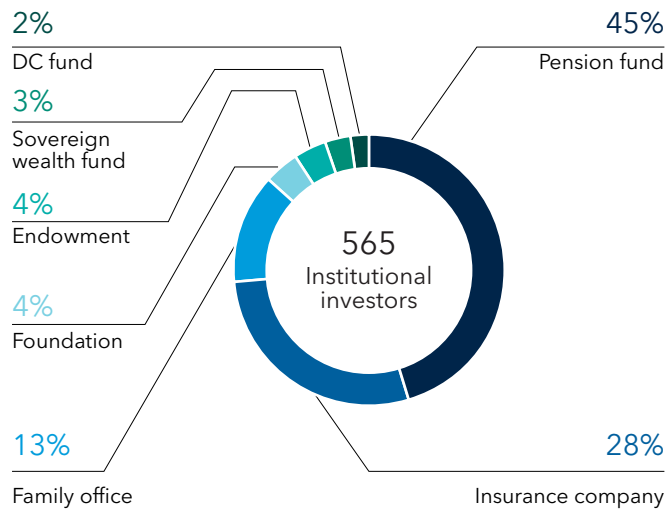 2%
DC fund
3%
Sovereign
wealth fund
4%
Endowment
4%
Foundation
13%
Family office
565
Institutional
investors
45%
Pension fund
28%
Insurance company